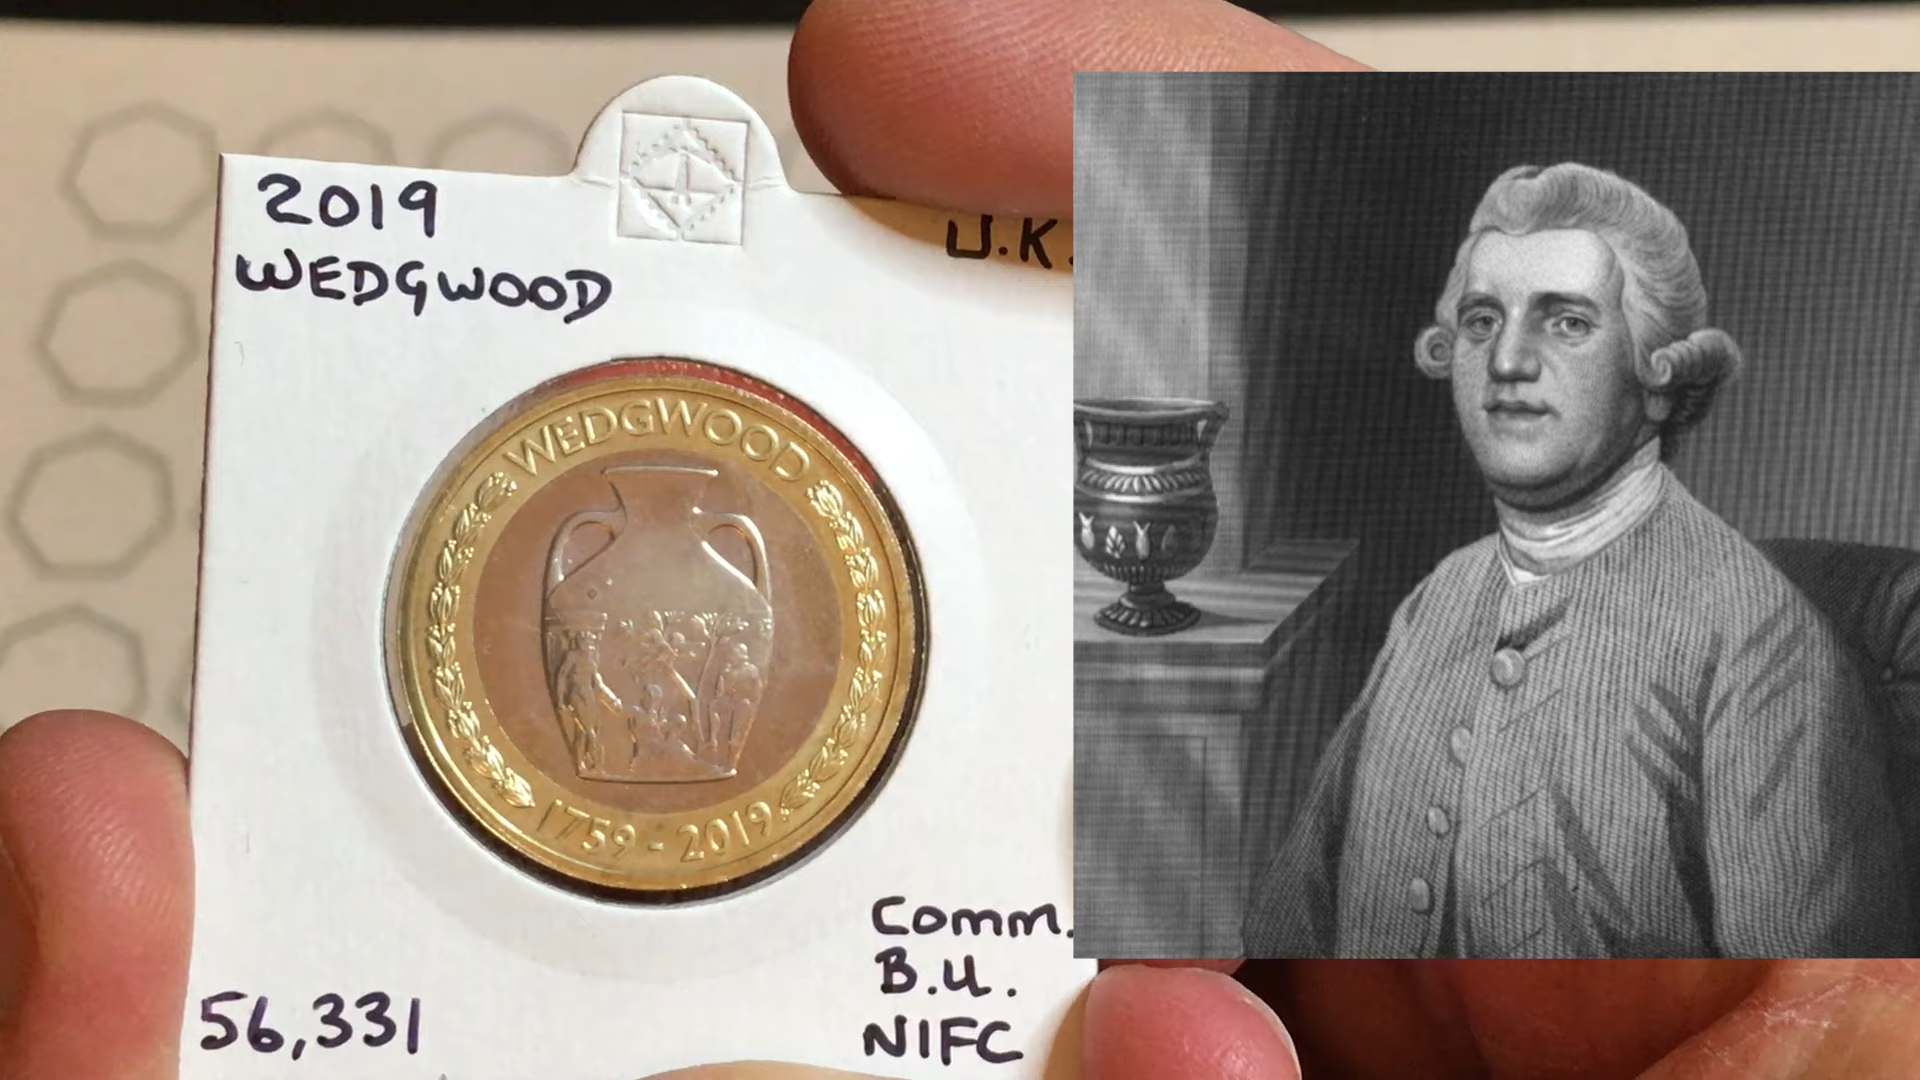 2019
WEDGWOOD
U.K.
WEDGWOOD
1759 - 2019
56,331
Comm.
B.U.
NIFC